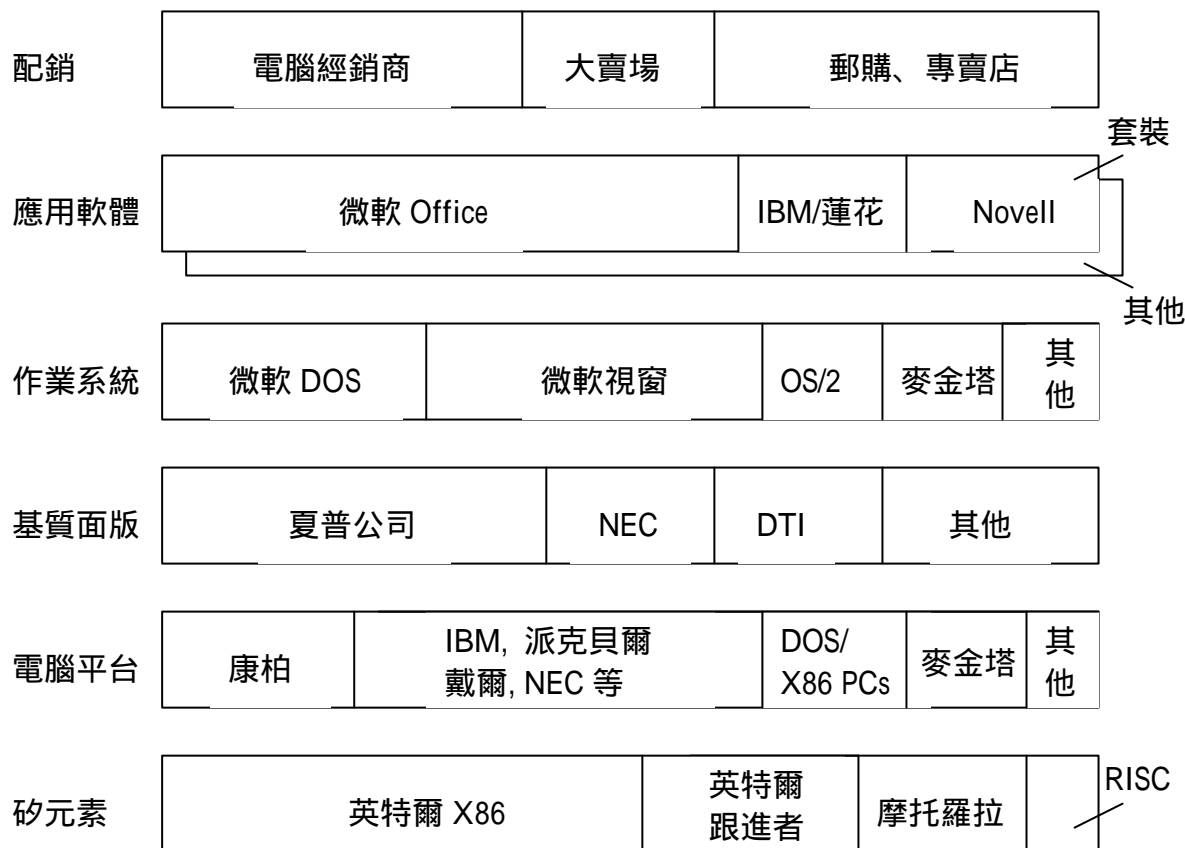 配銷
電腦經銷商
大賣場
郵購、專賣店
套裝
應用軟體
微軟 Office
IBM/蓮花
Novell
其他
作業系統
微軟 DOS
微軟視窗
OS/2
麥金塔
其
他
基質面版
夏普公司
NEC
DTI
其他
電腦平台
康柏
IBM, 派克貝爾
戴爾, NEC 等
DOS/
X86 PCs
麥金塔
其
他
矽元素
英特爾 X86
英特爾
跟進者
摩托羅拉
RISC